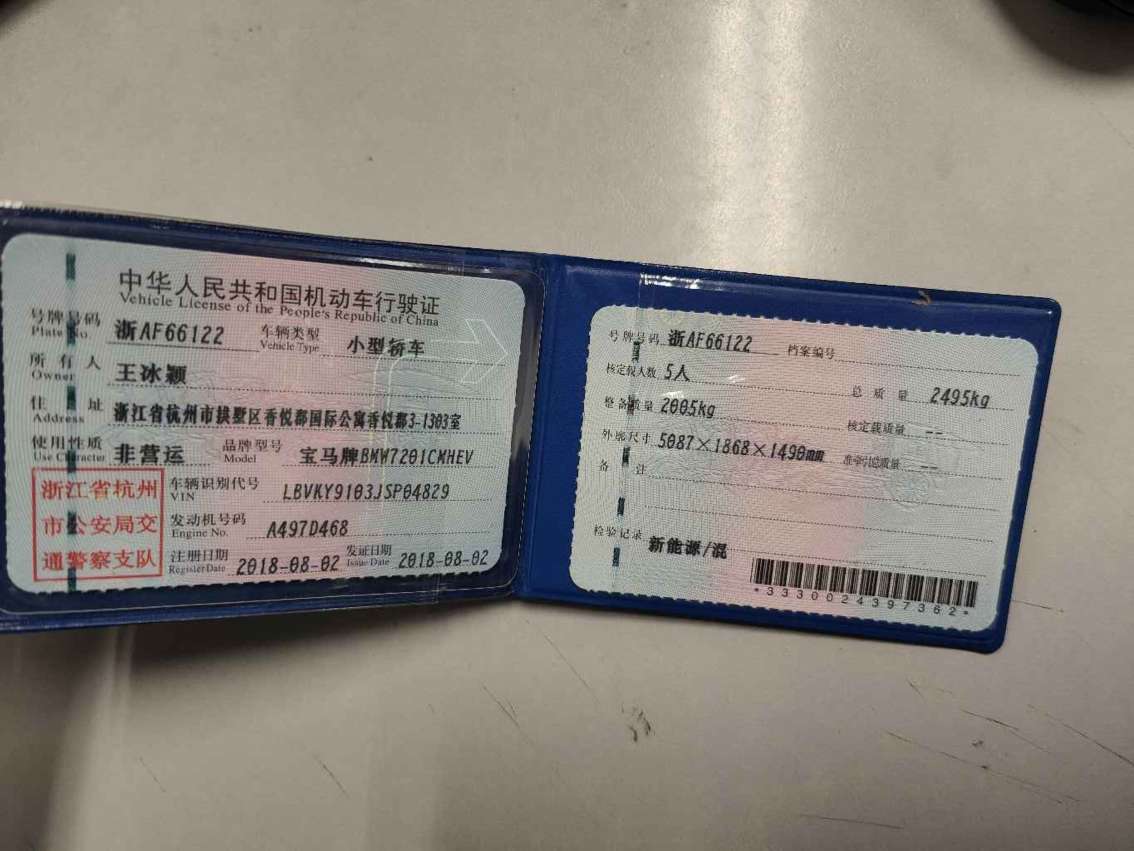 中华人民共和国机动车行驶证
Vehicle License of the People's Republic of China
号牌号码 浙AF66122 车辆类型 小型轿车
Plate No. Vehicle Type
所有人 王冰颖
Owner
住址 浙江省杭州市拱墅区香悦郡国际公寓香悦郡3-1303室
Address
使用性质 非营运 品牌型号 宝马牌BMW7201CMHEV
Use Character Model
浙江省杭州
市公安局交
通警察支队
车辆识别代号 LBVKY9103JSP04829
VIN
发动机号码 A497D468
Engine No.
注册日期 2018-08-02 发证日期 2018-08-02
Register Date Issue Date
号牌号码 浙AF66122 档案编号
核定载人数 5人 总质量 2495kg
整备质量 2005kg 核定载质量 --
外廓尺寸 5087×1868×1490mm 准牵引总质量 --
备注
检验记录 新能源/混
*3330024397362*